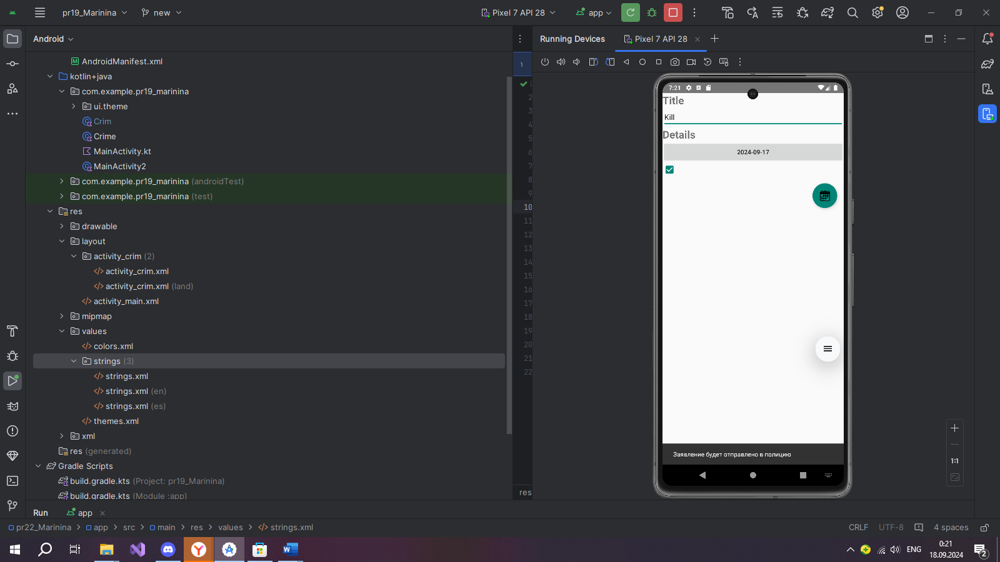 pr19_Marinina
new
Pixel 7 API 28
app
Android
Running Devices
Pixel 7 API 28
AndroidManifest.xml
kotlin+java
com.example.pr19_marinina
ui.theme
Crim
Crime
MainActivity.kt
MainActivity2
com.example.pr19_marinina (androidTest)
com.example.pr19_marinina (test)
res
drawable
layout
activity_crim (2)
activity_crim.xml
activity_crim.xml (land)
activity_main.xml
mipmap
values
colors.xml
strings (3)
strings.xml
strings.xml (en)
strings.xml (es)
themes.xml
xml
res (generated)
Gradle Scripts
build.gradle.kts (Project: pr19_Marinina)
build.gradle.kts (Module :app)
1
1
2
3
4
5
6
7
8
9
10
11
12
13
14
15
16
17
18
19
20
21
22
res
7:21
Title
Kill
Details
2024-09-17
Заявление будет отправлено в полицию
1:1
Run
app
pr22_Marinina
app
src
main
res
values
strings.xml
CRLF
UTF-8
4 spaces
ENG
0:21
18.09.2024
2